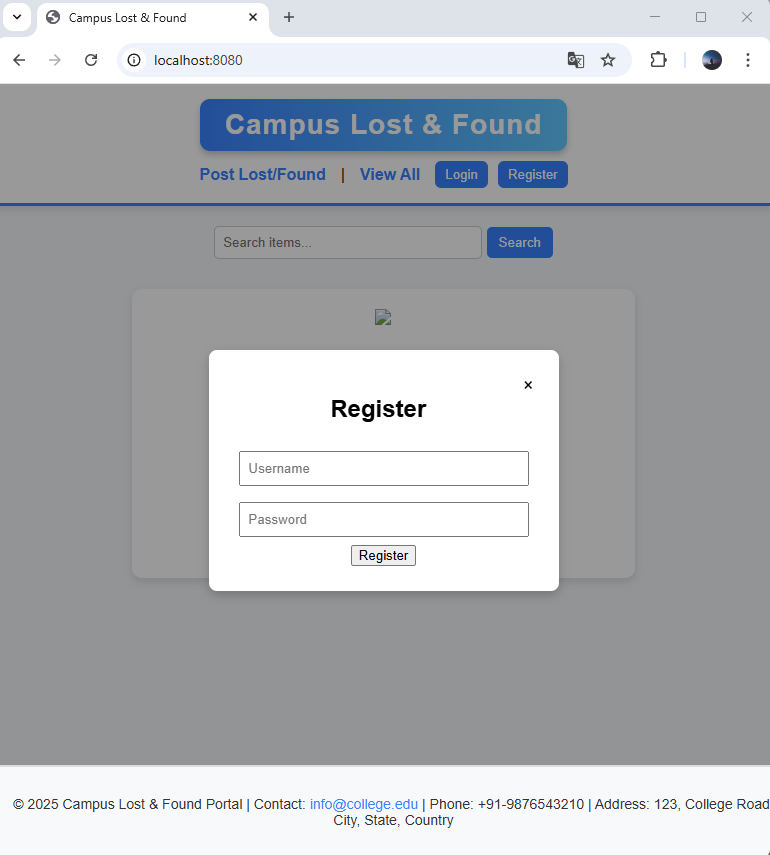 Campus Lost & Found
localhost:8080
Campus Lost & Found
Post Lost/Found | View All Login Register
Search items... Search
×
Register
Username
Password
Register
© 2025 Campus Lost & Found Portal | Contact: info@college.edu | Phone: +91-9876543210 | Address: 123, College Road
City, State, Country